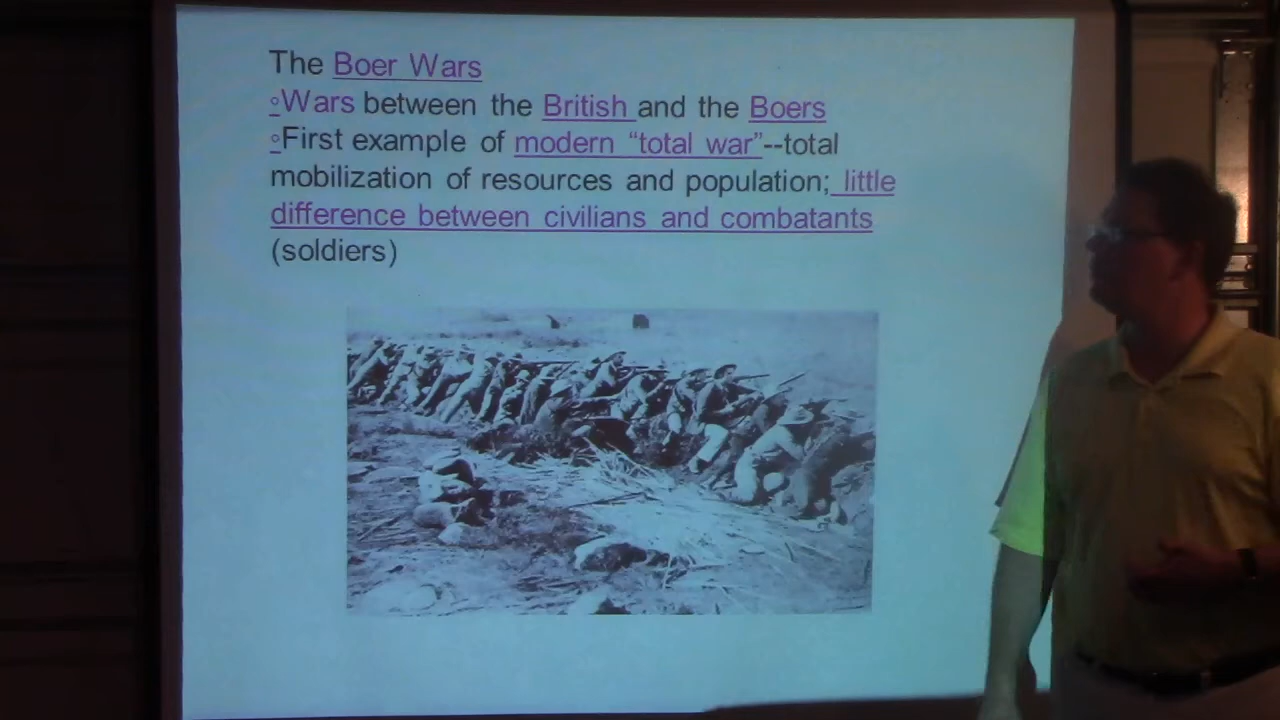 The Boer Wars
◦Wars between the British and the Boers
◦First example of modern “total war”--total
mobilization of resources and population; little
difference between civilians and combatants
(soldiers)